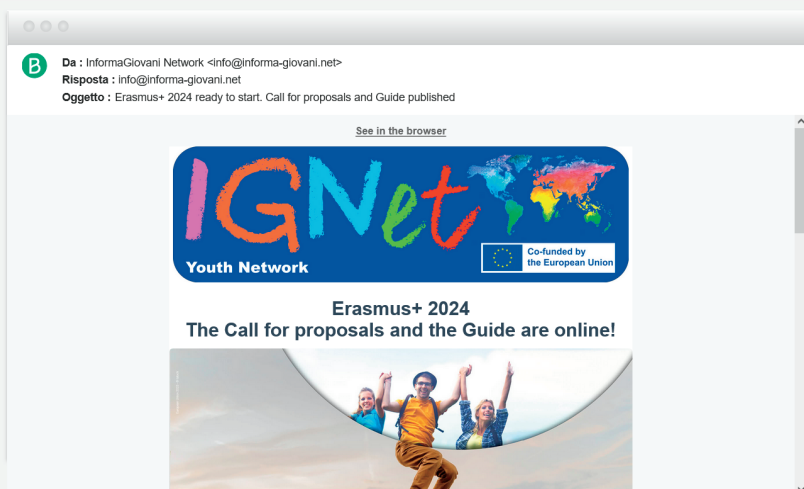 B
Da : InformaGiovani Network <info@informa-giovani.net>
Risposta : info@informa-giovani.net
Oggetto : Erasmus+ 2024 ready to start. Call for proposals and Guide published
See in the browser
IGNet
Youth Network
Co-funded by
the European Union
Erasmus+ 2024
The Call for proposals and the Guide are online!